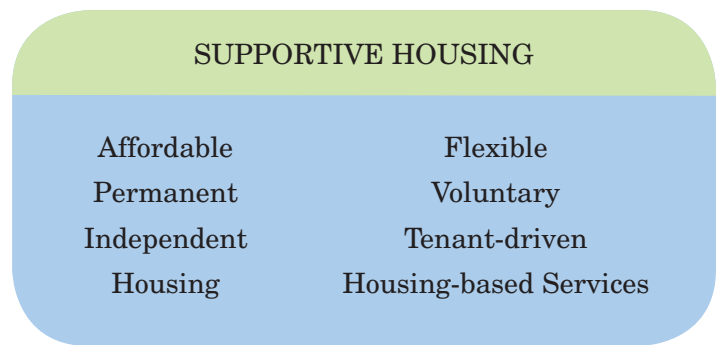 SUPPORTIVE HOUSING
Affordable
Permanent
Independent
Housing
Flexible
Voluntary
Tenant-driven
Housing-based Services